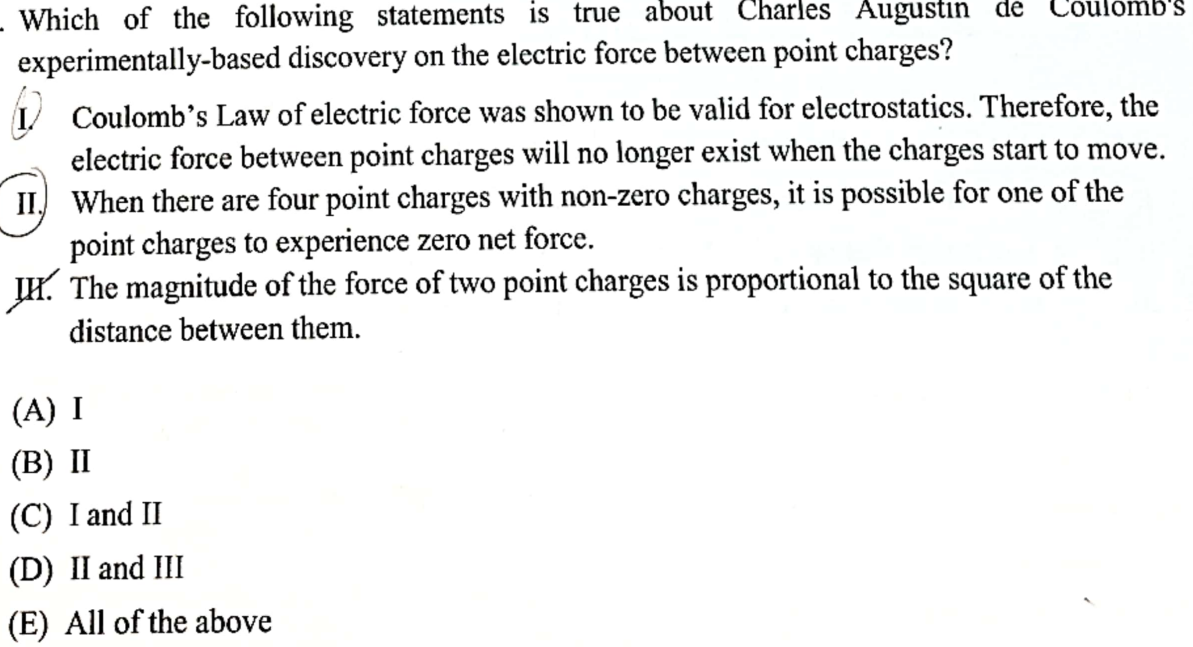 . Which of the following statements is true about Charles Augustin de Coulomb's
experimentally-based discovery on the electric force between point charges?
I. Coulomb's Law of electric force was shown to be valid for electrostatics. Therefore, the
electric force between point charges will no longer exist when the charges start to move.
II. When there are four point charges with non-zero charges, it is possible for one of the
point charges to experience zero net force.
III. The magnitude of the force of two point charges is proportional to the square of the
distance between them.
(A) I
(B) II
(C) I and II
(D) II and III
(E) All of the above